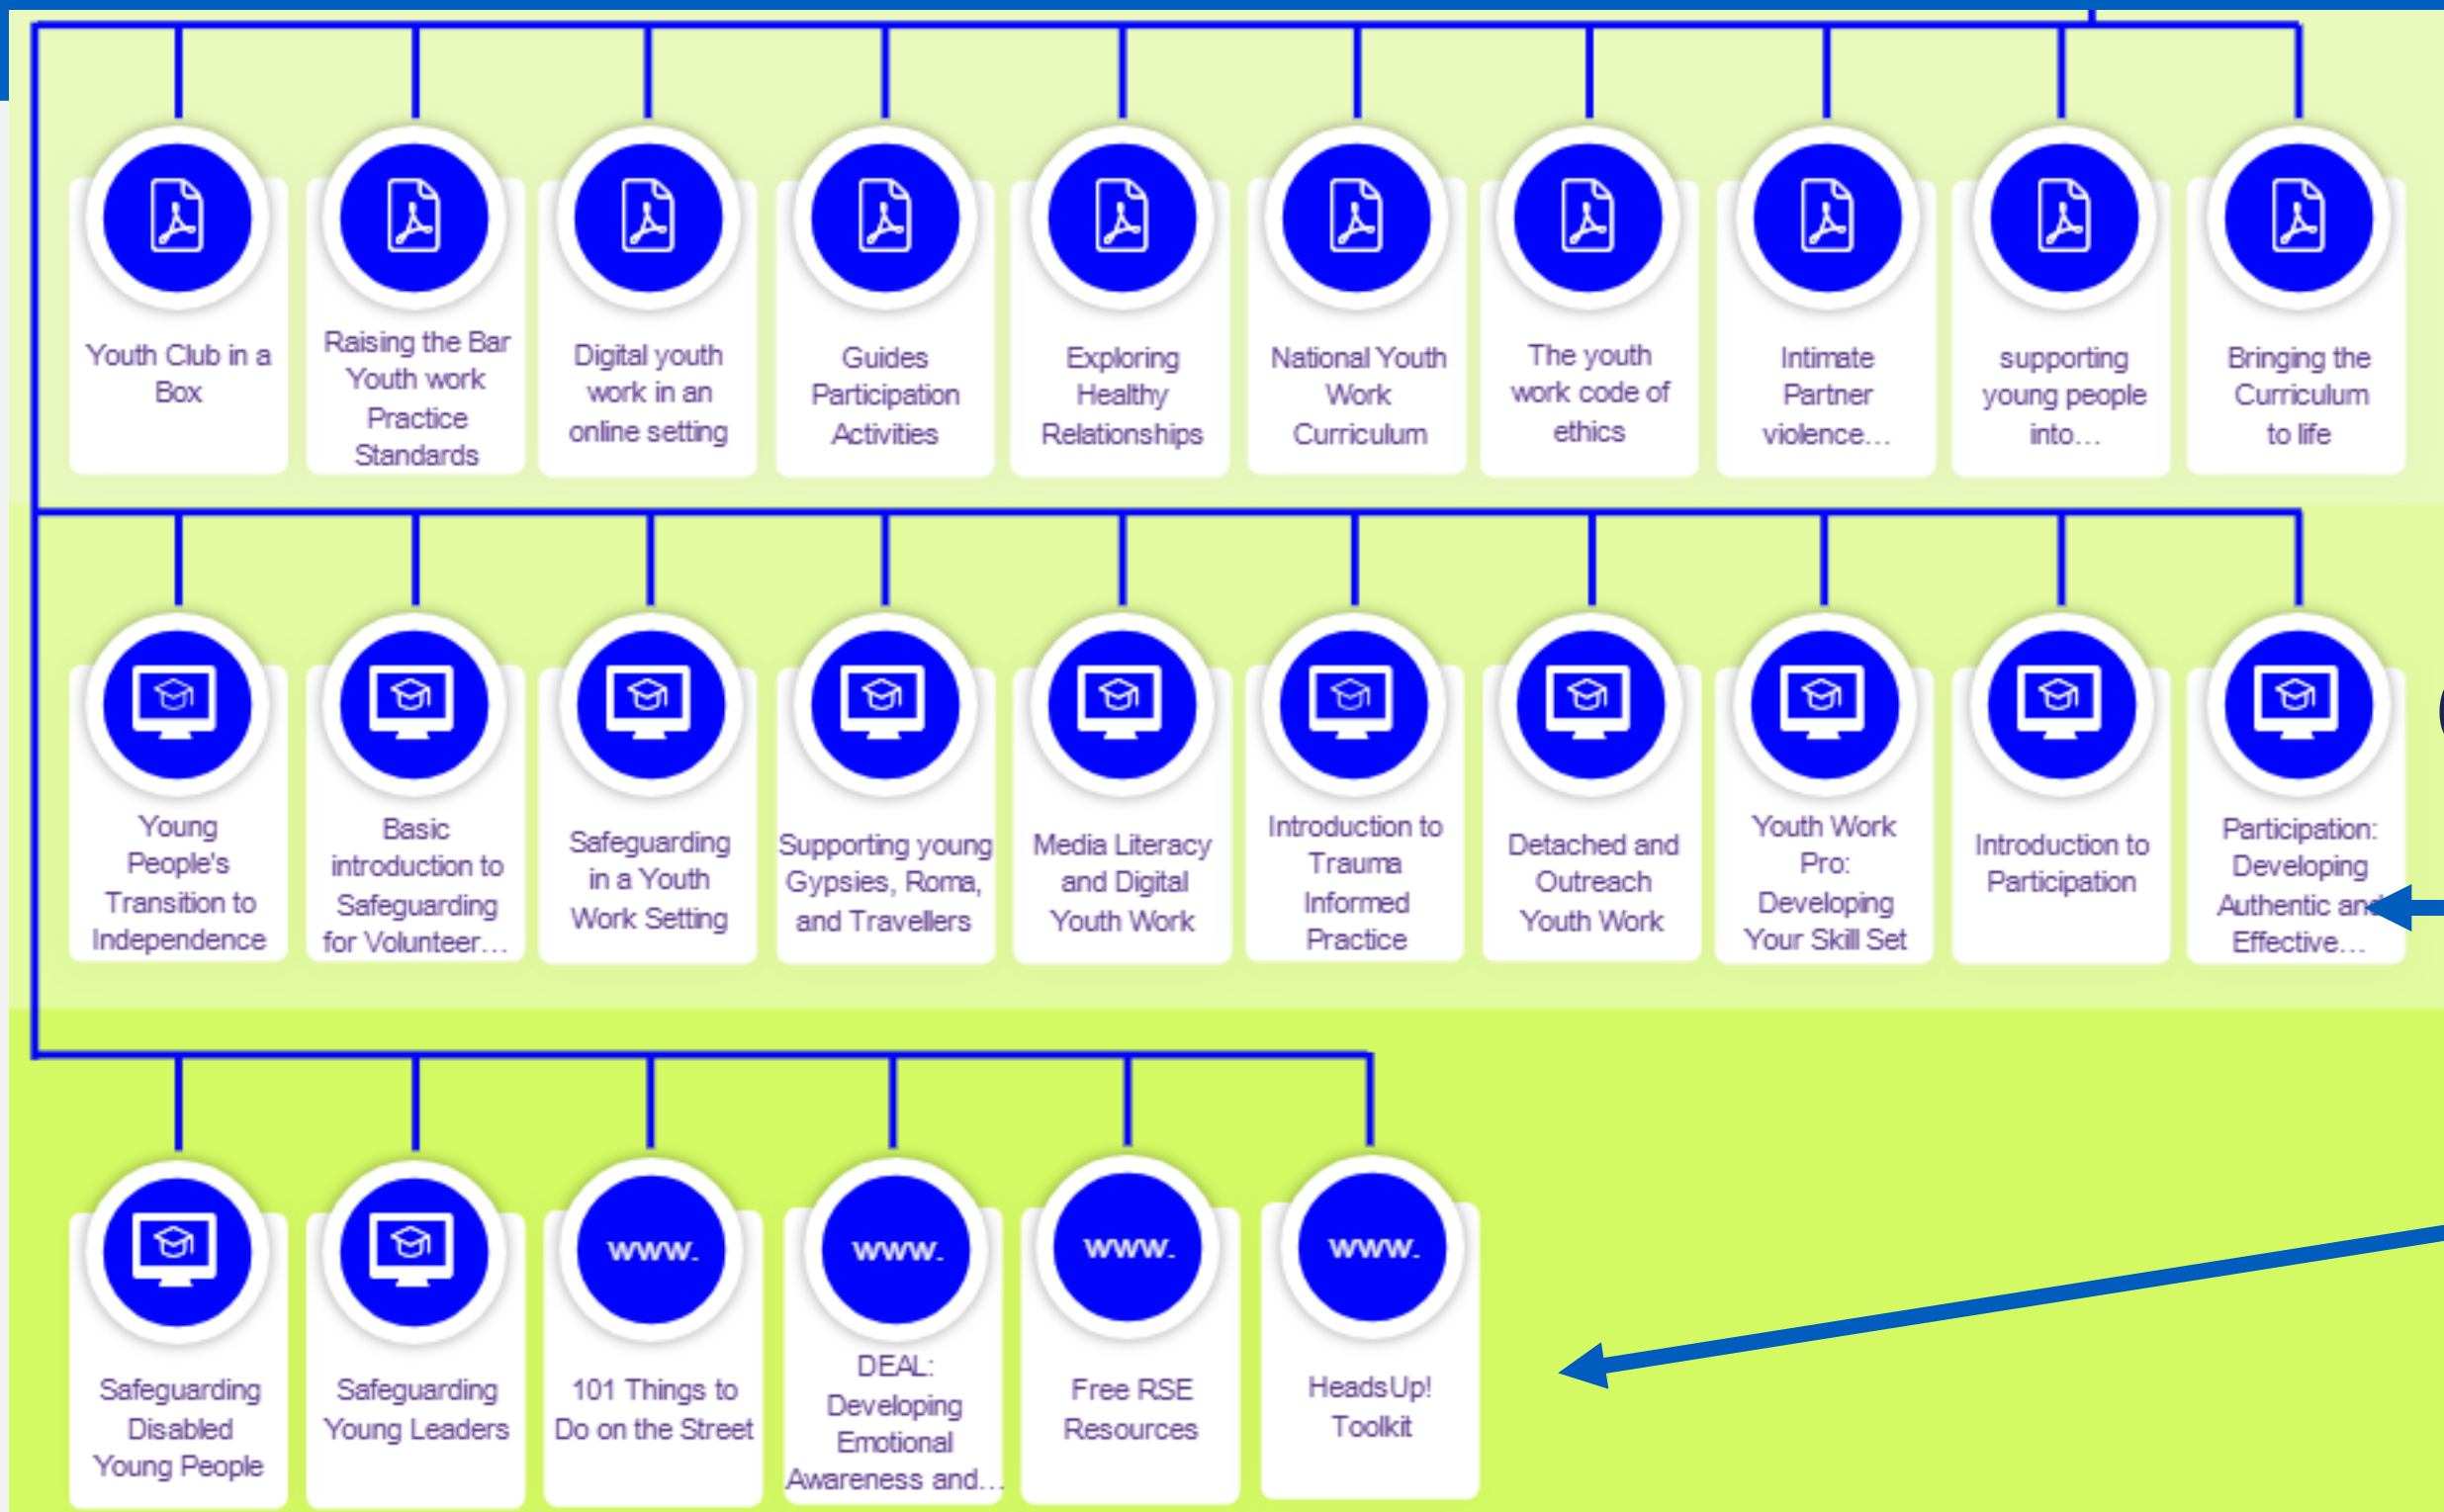 Youth Club in a
Box
Raising the Bar
Youth work
Practice
Standards
Digital youth
work in an
online setting
Guides
Participation
Activities
Exploring
Healthy
Relationships
National Youth
Work
Curriculum
The youth
work code of
ethics
Intimate
Partner
violence...
supporting
young people
into...
Bringing the
Curriculum
to life
Young
People's
Transition to
Independence
Basic
introduction to
Safeguarding
for Volunteer...
Safeguarding
in a Youth
Work Setting
Supporting young
Gypsies, Roma,
and Travellers
Media Literacy
and Digital
Youth Work
Introduction to
Trauma
Informed
Practice
Detached and
Outreach
Youth Work
Youth Work
Pro:
Developing
Your Skill Set
Introduction to
Participation
Participation:
Developing
Authentic and
Effective...
Safeguarding
Disabled
Young People
Safeguarding
Young Leaders
www.
101 Things to
Do on the Street
www.
DEAL:
Developing
Emotional
Awareness and...
www.
Free RSE
Resources
www.
HeadsUp!
Toolkit